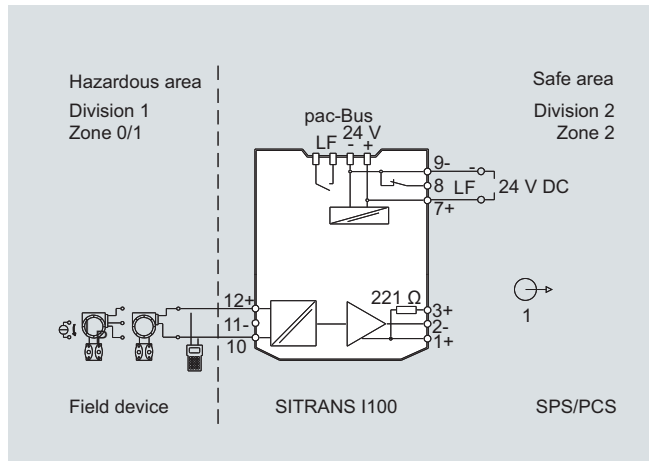 Hazardous area
Safe area
Division 1
Zone 0/1
Division 2
Zone 2
pac-Bus
24 V
LF - +
9-
-
8 LF
24 V DC
7+
12+
11-
10
221 Ω
3+
2-
1+
1
Field device
SITRANS I100
SPS/PCS